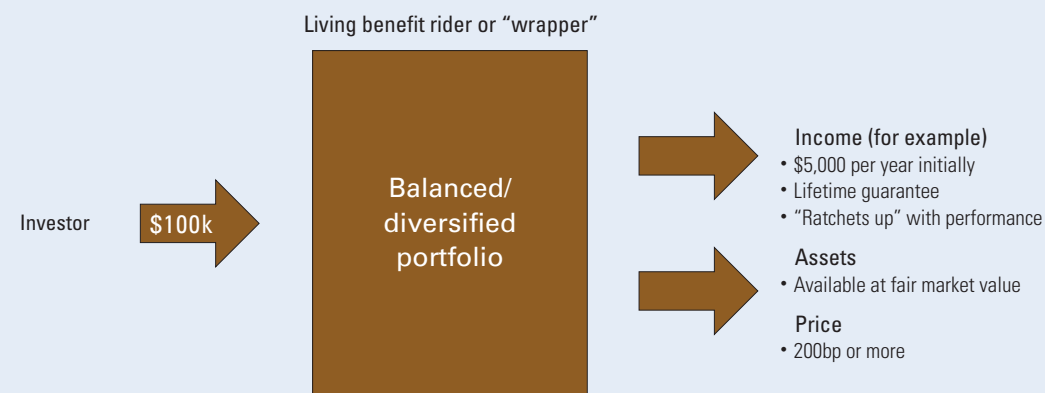 Living benefit rider or “wrapper”
Investor
$100k
Balanced/
diversified
portfolio
Income (for example)
• $5,000 per year initially
• Lifetime guarantee
• “Ratchets up” with performance
Assets
• Available at fair market value
Price
• 200bp or more